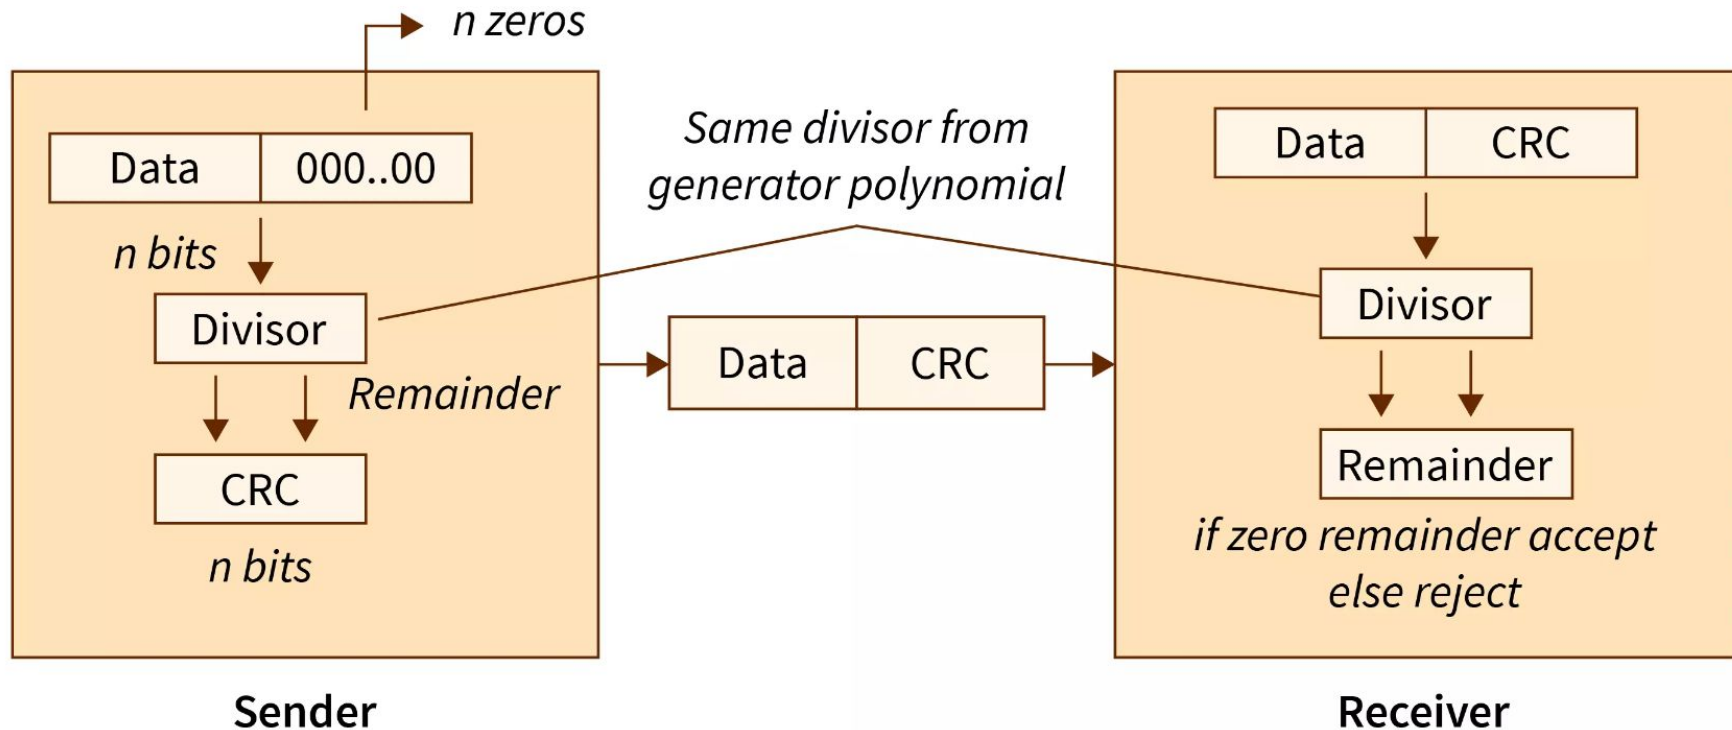 n zeros
Data
000..00
n bits
Divisor
Remainder
CRC
n bits
Sender
Same divisor from
generator polynomial
Data
CRC
Data
CRC
Divisor
Remainder
if zero remainder accept
else reject
Receiver